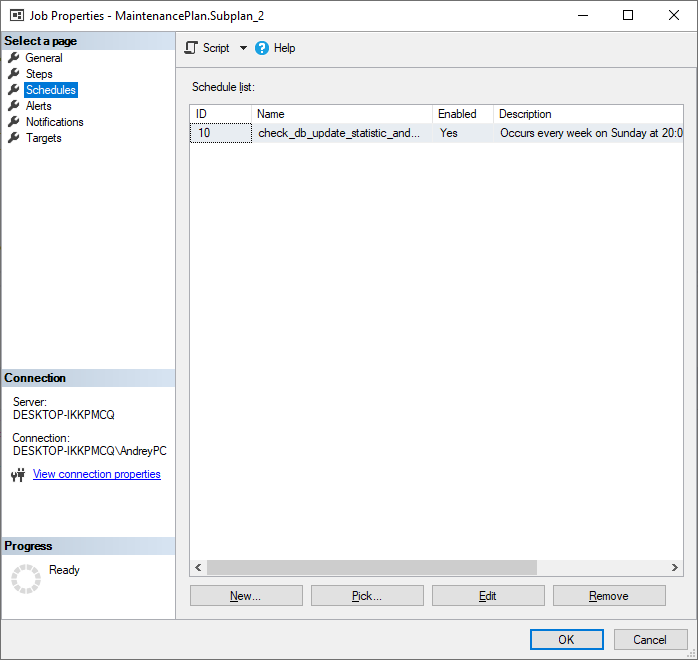 Job Properties - MaintenancePlan.Subplan_2
Select a page
General
Steps
Schedules
Alerts
Notifications
Targets
Script
Help
Schedule list:
ID Name Enabled Description
10 check_db_update_statistic_and... Yes Occurs every week on Sunday at 20:0
New... Pick... Edit Remove
Connection
Server:
DESKTOP-IKKPMCQ
Connection:
DESKTOP-IKKPMCQ\AndreyPC
View connection properties
Progress
Ready
OK Cancel